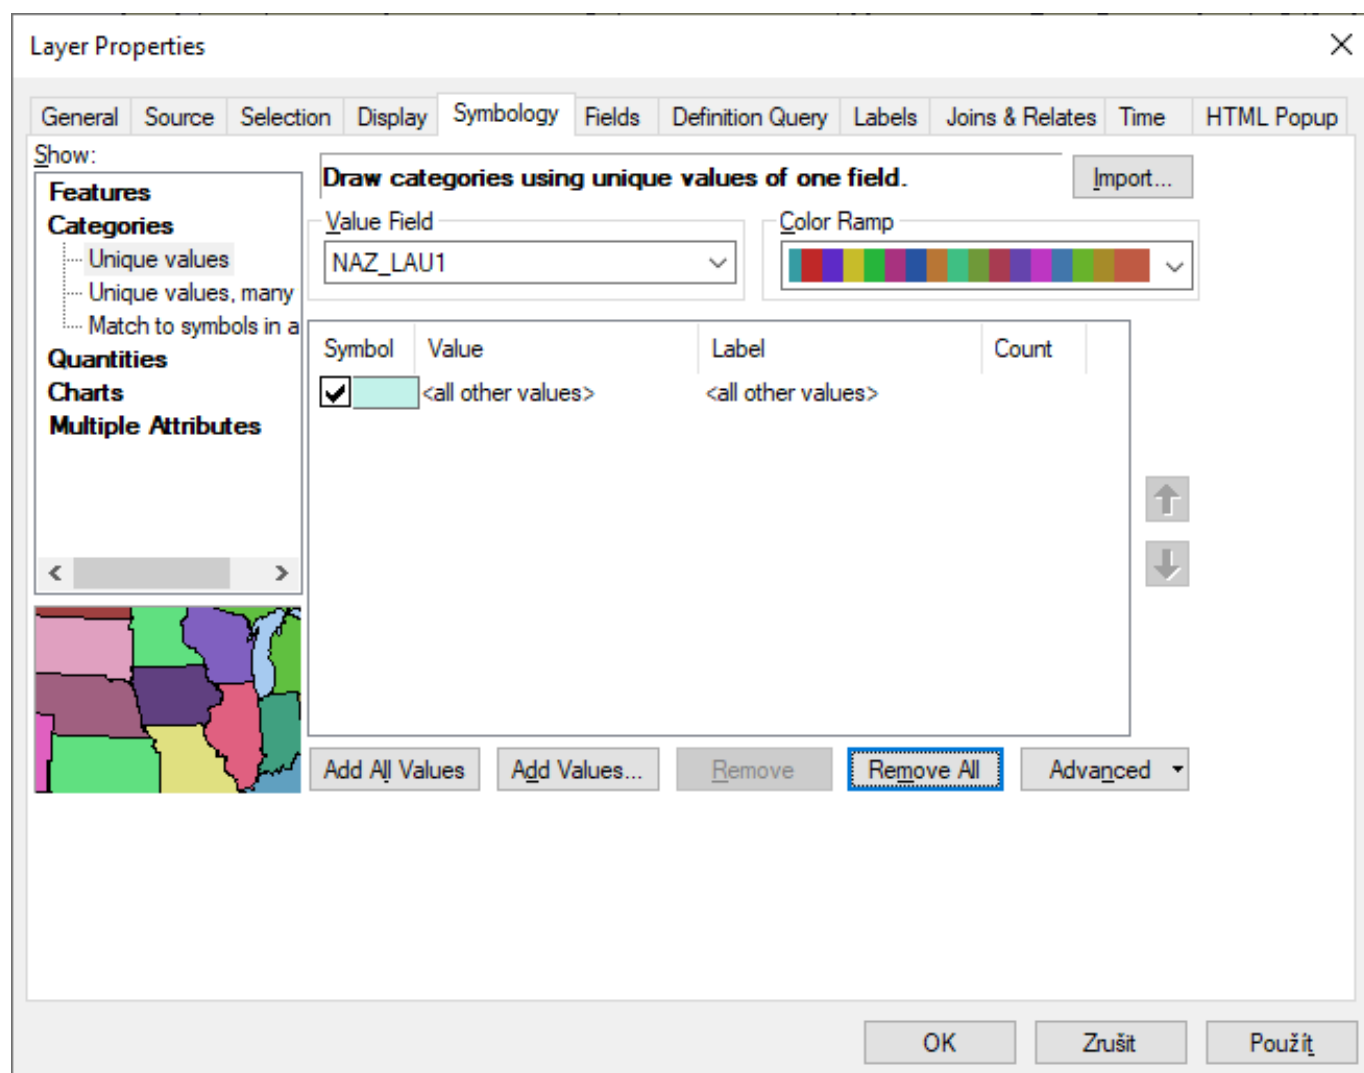 Layer Properties
General Source Selection Display Symbology Fields Definition Query Labels Joins & Relates Time HTML Popup
Show:
Features
Categories
Unique values
Unique values, many
Match to symbols in a
Quantities
Charts
Multiple Attributes
Draw categories using unique values of one field.
Import...
Value Field
NAZ_LAU1
Color Ramp
Symbol Value Label Count
<all other values> <all other values>
Add All Values Add Values... Remove Remove All Advanced
OK Zrušit Použít